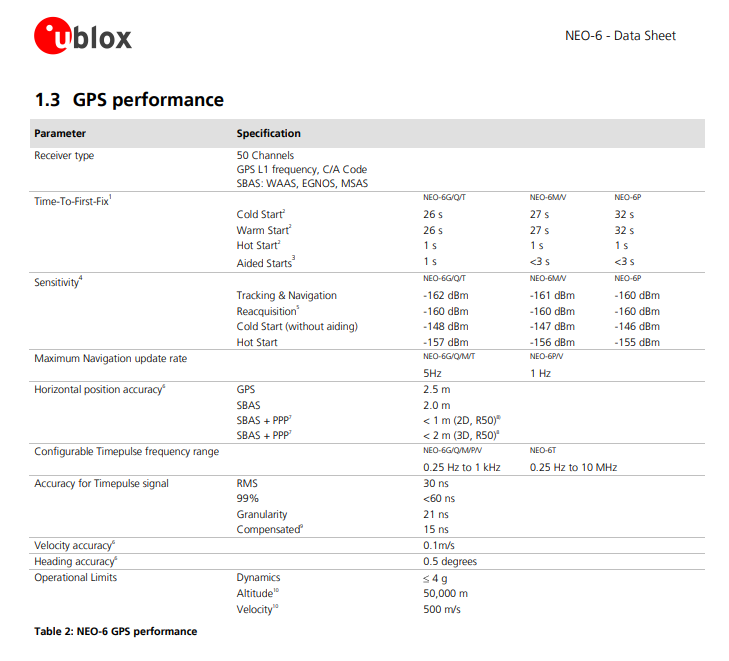 ublox
NEO-6 - Data Sheet
1.3 GPS performance
Parameter Specification
Receiver type 50 Channels
GPS L1 frequency, C/A Code
SBAS: WAAS, EGNOS, MSAS
Time-To-First-Fix¹ NEO-6G/Q/T NEO-6M/V NEO-6P
Cold Start² 26 s 27 s 32 s
Warm Start² 26 s 27 s 32 s
Hot Start² 1 s 1 s 1 s
Aided Starts³ 1 s <3 s <3 s
Sensitivity⁴ NEO-6G/Q/T NEO-6M/V NEO-6P
Tracking & Navigation -162 dBm -161 dBm -160 dBm
Reacquisition⁵ -160 dBm -160 dBm -160 dBm
Cold Start (without aiding) -148 dBm -147 dBm -146 dBm
Hot Start -157 dBm -156 dBm -155 dBm
Maximum Navigation update rate NEO-6G/Q/M/T NEO-6P/V
5Hz 1 Hz
Horizontal position accuracy⁶ GPS 2.5 m
SBAS 2.0 m
SBAS + PPP⁷ < 1 m (2D, R50)⁸⁾
SBAS + PPP⁷ < 2 m (3D, R50)⁸
Configurable Timepulse frequency range NEO-6G/Q/M/P/V NEO-6T
0.25 Hz to 1 kHz 0.25 Hz to 10 MHz
Accuracy for Timepulse signal RMS 30 ns
99% <60 ns
Granularity 21 ns
Compensated⁹ 15 ns
Velocity accuracy⁶ 0.1m/s
Heading accuracy⁶ 0.5 degrees
Operational Limits Dynamics ≤ 4 g
Altitude¹⁰ 50,000 m
Velocity¹⁰ 500 m/s
Table 2: NEO-6 GPS performance